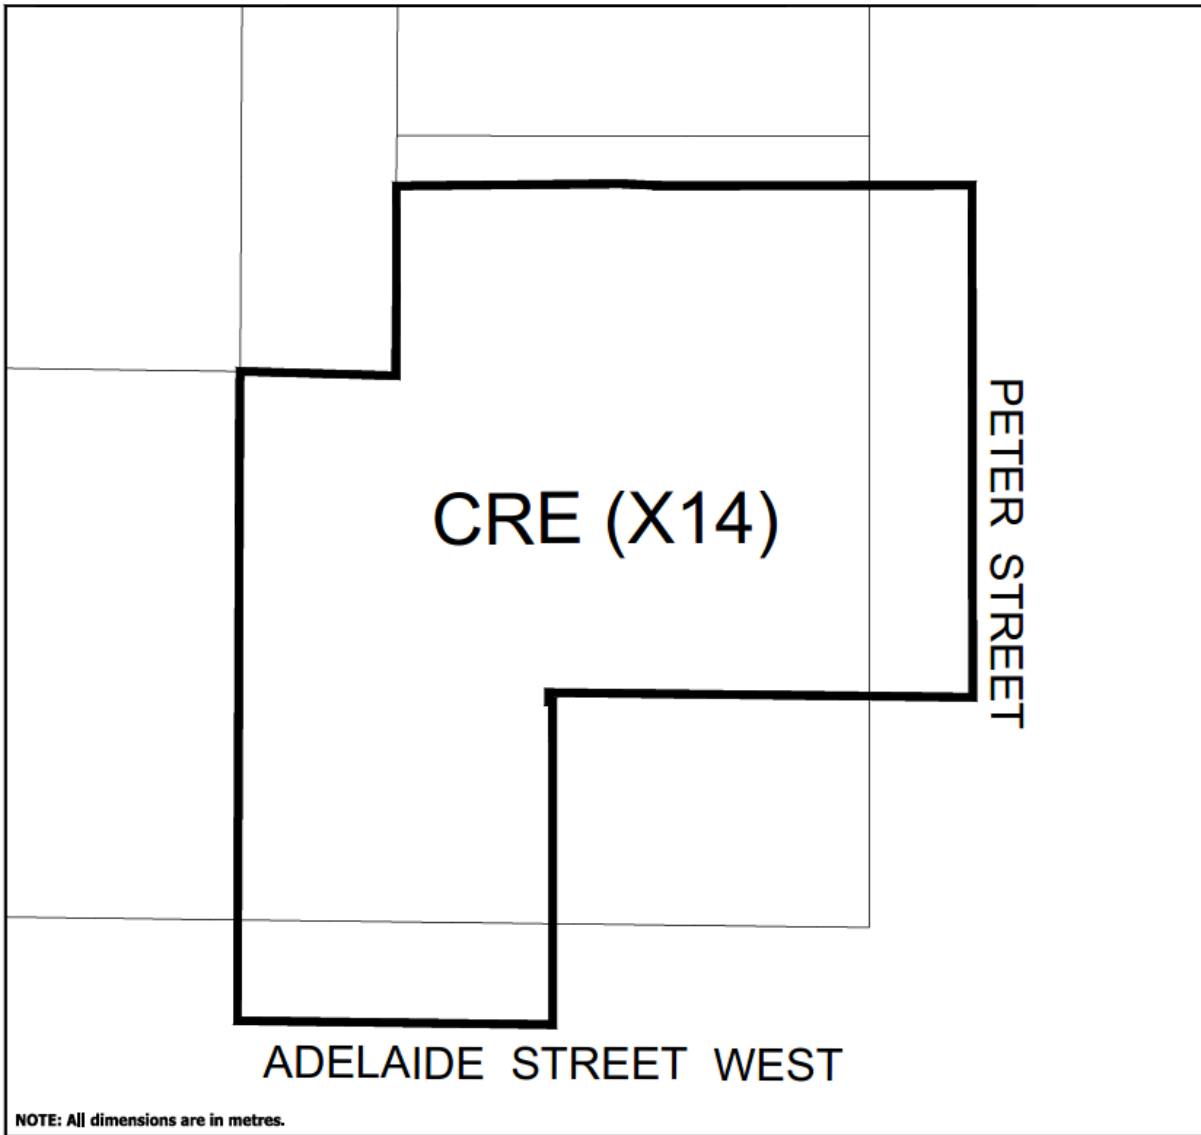 CRE (X14)
PETER STREET
ADELAIDE STREET WEST
NOTE: All dimensions are in metres.